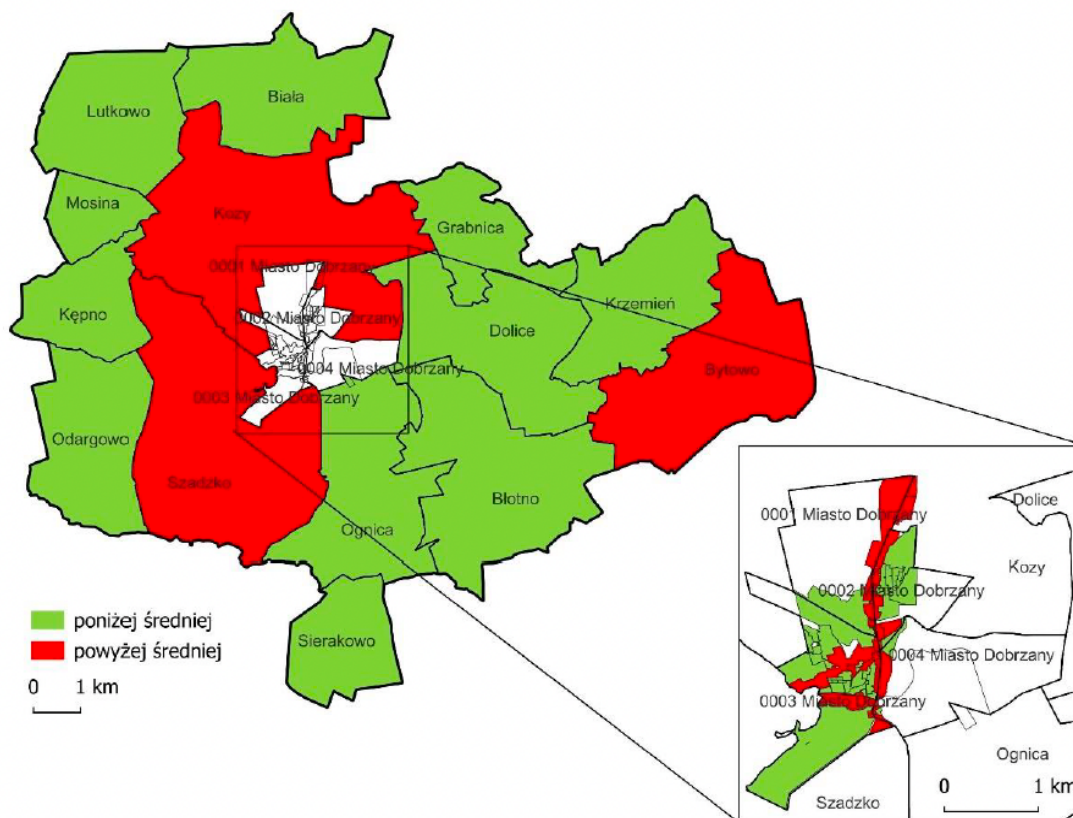 Lutkowo
Biała
Mosina
Kozy
Grabnica
0001 Miasto Dobrzany
Krzemień
Kępno
0002 Miasto Dobrzany
Dolice
0004 Miasto Dobrzany
Bytowo
0003 Miasto Dobrzany
Odargowo
Szadzko
Błotno
Ognica
Sierakowo
poniżej średniej
powyżej średniej
0 1 km
Dolice
0001 Miasto Dobrzany
Kozy
0002 Miasto Dobrzany
0004 Miasto Dobrzany
0003 Miasto Dobrzany
Ognica
0 1 km
Szadzko